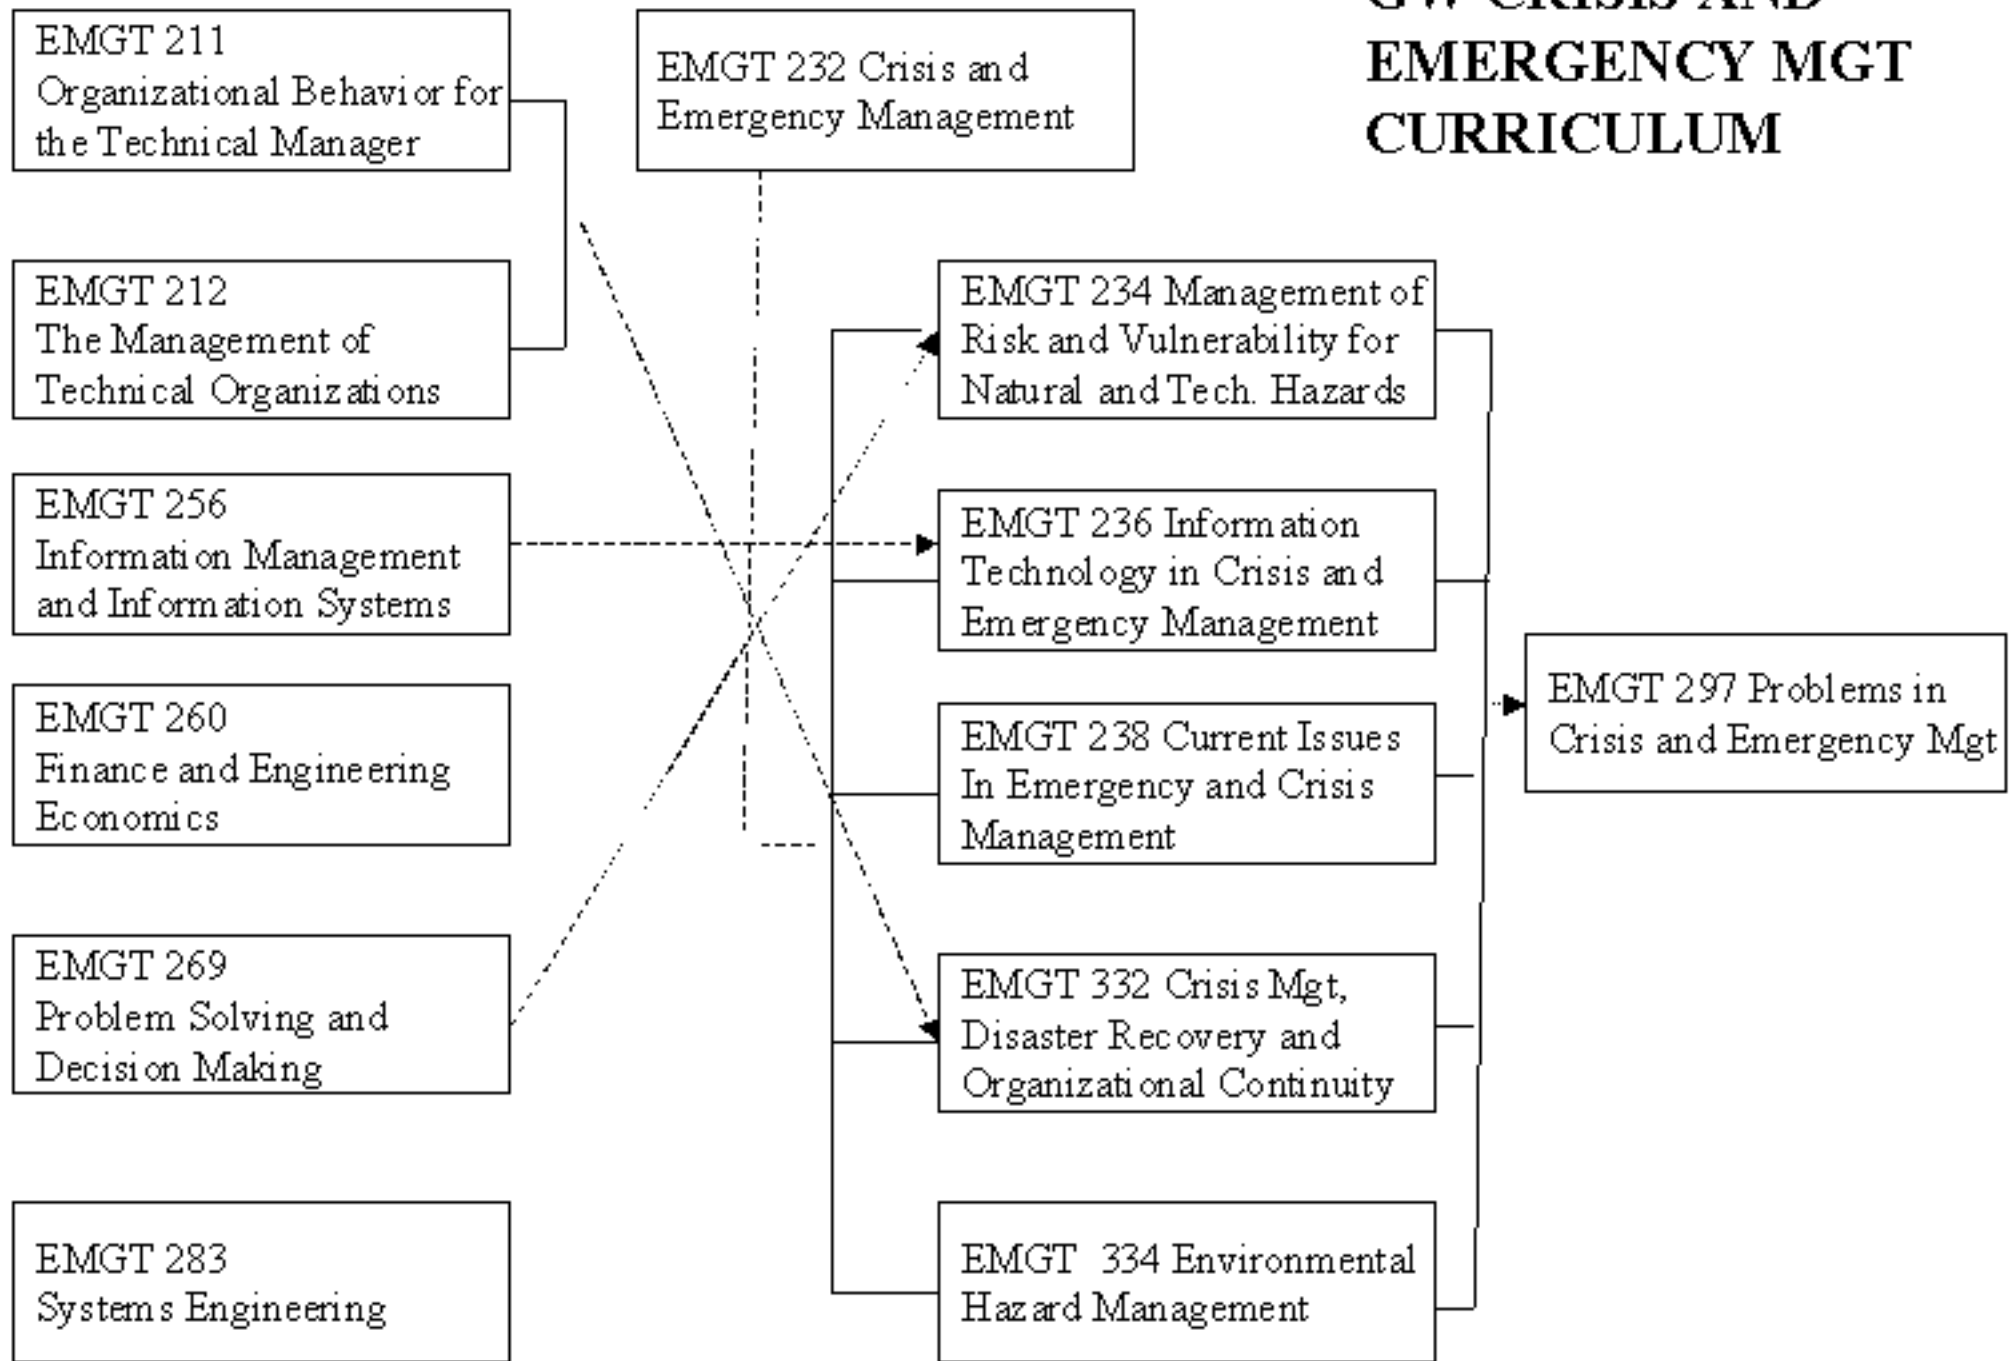 GW CRISIS AND
EMERGENCY MGT
CURRICULUM
EMGT 211
Organizational Behavior for
the Technical Manager
EMGT 232 Crisis and
Emergency Management
EMGT 212
The Management of
Technical Organizations
EMGT 256
Information Management
and Information Systems
EMGT 260
Finance and Engineering
Economics
EMGT 269
Problem Solving and
Decision Making
EMGT 283
Systems Engineering
EMGT 234 Management of
Risk and Vulnerability for
Natural and Tech. Hazards
EMGT 236 Information
Technology in Crisis and
Emergency Management
EMGT 238 Current Issues
In Emergency and Crisis
Management
EMGT 332 Crisis Mgt,
Disaster Recovery and
Organizational Continuity
EMGT 334 Environmental
Hazard Management
EMGT 297 Problems in
Crisis and Emergency Mgt